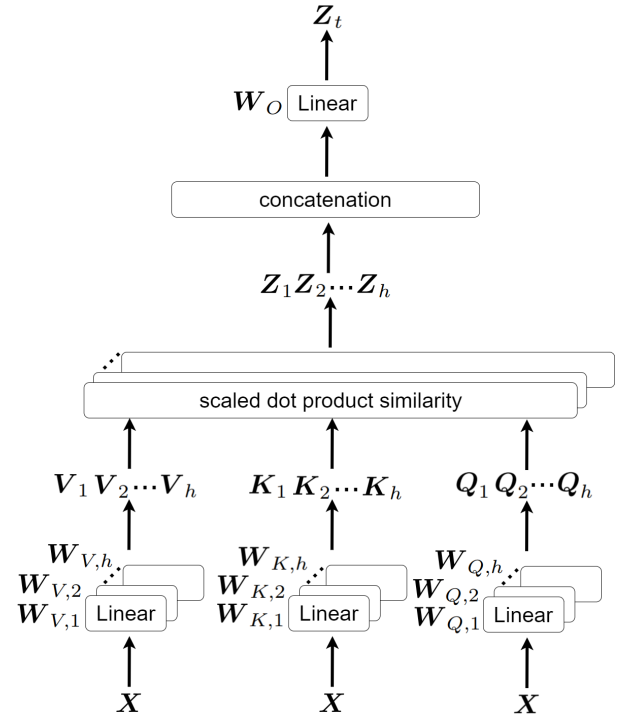 Z_t
W_O Linear
concatenation
Z_1 Z_2 ... Z_h
scaled dot product similarity
V_1 V_2 ... V_h K_1 K_2 ... K_h Q_1 Q_2 ... Q_h
W_{V,h} W_{K,h} W_{Q,h}
W_{V,2} W_{K,2} W_{Q,2}
W_{V,1} Linear W_{K,1} Linear W_{Q,1} Linear
X X X